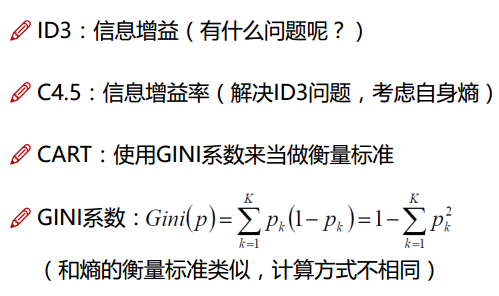 ID3：信息增益（有什么问题呢？）
C4.5：信息增益率（解决ID3问题，考虑自身熵）
CART：使用GINI系数来当做衡量标准
GINI系数：Gini(p)=∑_{k=1}^{K} p_k(1−p_k)=1−∑_{k=1}^{K} p_k^2
（和熵的衡量标准类似，计算方式不相同）